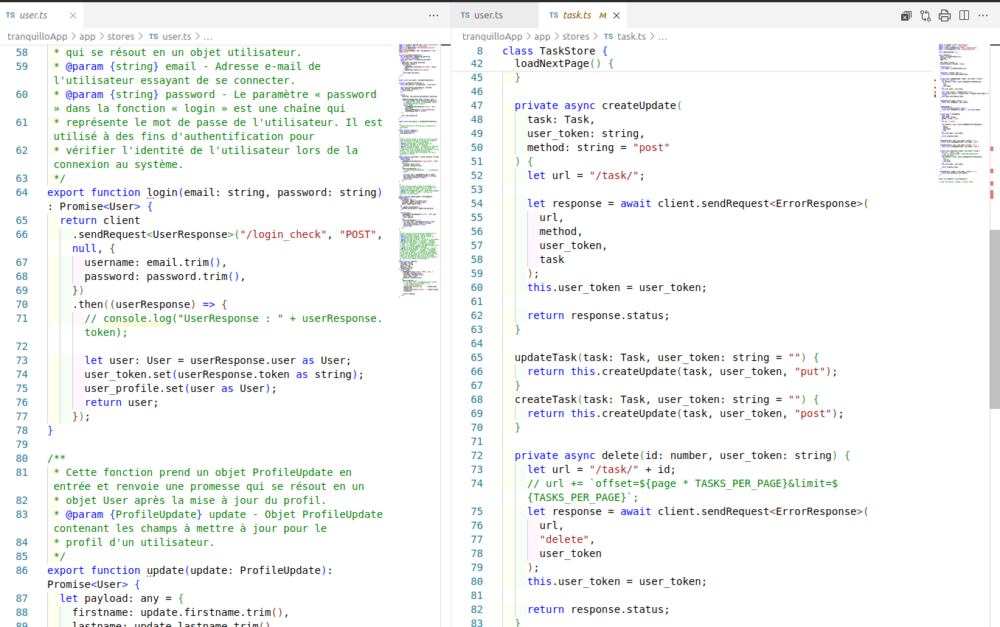 TS user.ts
tranquilloApp > app > stores > TS user.ts > ...
58 * qui se résout en un objet utilisateur.
59 * @param {string} email - Adresse e-mail de
l'utilisateur essayant de se connecter.
60 * @param {string} password - Le paramètre « password
» dans la fonction « login » est une chaîne qui
61 * représente le mot de passe de l'utilisateur. Il est
utilisé à des fins d'authentification pour
62 * vérifier l'identité de l'utilisateur lors de la
connexion au système.
63 */
64 export function login(email: string, password: string)
: Promise<User> {
65 return client
66 .sendRequest<UserResponse>("/login_check", "POST",
null, {
67 username: email.trim(),
68 password: password.trim(),
69 })
70 .then((userResponse) => {
71 // console.log("UserResponse : " + userResponse.
token);
72
73 let user: User = userResponse.user as User;
74 user_token.set(userResponse.token as string);
75 user_profile.set(user as User);
76 return user;
77 });
78 }
79
80 /**
81 * Cette fonction prend un objet ProfileUpdate en
entrée et renvoie une promesse qui se résout en un
82 * objet User après la mise à jour du profil.
83 * @param {ProfileUpdate} update - Objet ProfileUpdate
contenant les champs à mettre à jour pour le
84 * profil d'un utilisateur.
85 */
86 export function update(update: ProfileUpdate):
Promise<User> {
87 let payload: any = {
88 firstname: update.firstname.trim(),
89 lastname: update.lastname.trim()
TS user.ts
TS task.ts M
tranquilloApp > app > stores > TS task.ts > ...
8 class TaskStore {
42 loadNextPage() {
45 }
46
47 private async createUpdate(
48 task: Task,
49 user_token: string,
50 method: string = "post"
51 ) {
52 let url = "/task/";
53
54 let response = await client.sendRequest<ErrorResponse>(
55 url,
56 method,
57 user_token,
58 task
59 );
60 this.user_token = user_token;
61
62 return response.status;
63 }
64
65 updateTask(task: Task, user_token: string = "") {
66 return this.createUpdate(task, user_token, "put");
67 }
68 createTask(task: Task, user_token: string = "") {
69 return this.createUpdate(task, user_token, "post");
70 }
71
72 private async delete(id: number, user_token: string) {
73 let url = "/task/" + id;
74 // url += `offset=${page * TASKS_PER_PAGE}&limit=$
{TASKS_PER_PAGE}`;
75 let response = await client.sendRequest<ErrorResponse>(
76 url,
77 "delete",
78 user_token
79 );
80 this.user_token = user_token;
81
82 return response.status;
83 }